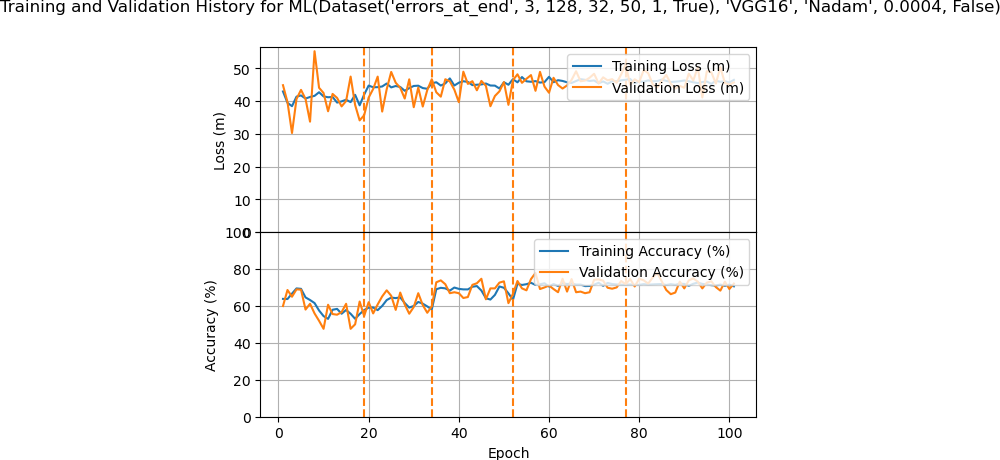 Training and Validation History for ML(Dataset('errors_at_end', 3, 128, 32, 50, 1, True), 'VGG16', 'Nadam', 0.0004, False)
50
40
30
20
10
0
Loss (m)
Training Loss (m)
Validation Loss (m)
100
80
60
40
20
0
Accuracy (%)
Training Accuracy (%)
Validation Accuracy (%)
0 20 40 60 80 100
Epoch